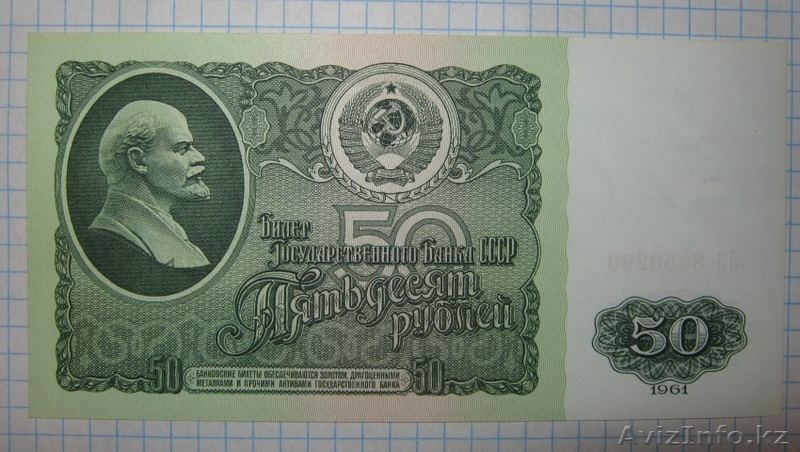 50
Билет
Государственного Банка СССР
Пятьдесят
рублей
50
БАНКОВСКИЕ БИЛЕТЫ ОБЕСПЕЧИВАЮТСЯ ЗОЛОТОМ, ДРАГОЦЕННЫМИ
МЕТАЛЛАМИ И ПРОЧИМИ АКТИВАМИ ГОСУДАРСТВЕННОГО БАНКА
50
50
1961
AvizInfo.kz